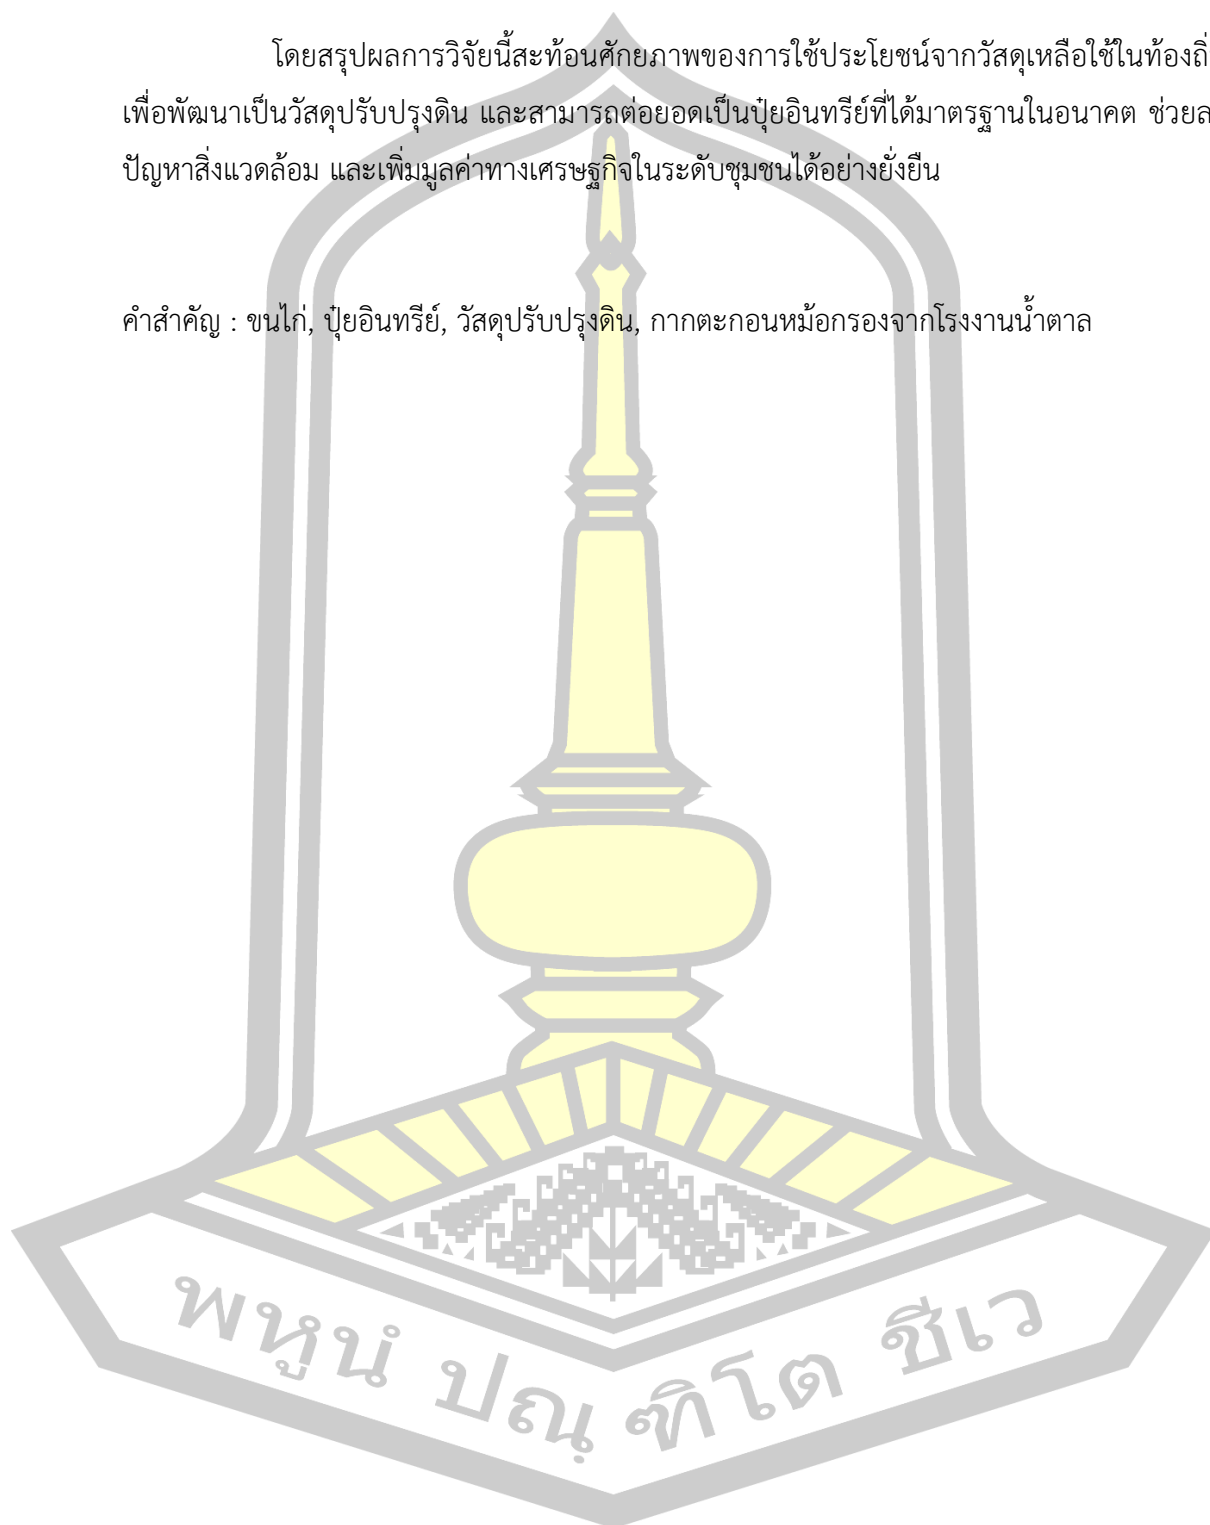 โดยสรุปผลการวิจัยนี้สะท้อนศักยภาพของการใช้ประโยชน์จากวัสดุเหลือใช้ในท้องถิ่
เพื่อพัฒนาเป็นวัสดุปรับปรุงดิน และสามารถต่อยอดเป็นปุ๋ยอินทรีย์ที่ได้มาตรฐานในอนาคต ช่วยล
ปัญหาสิ่งแวดล้อม และเพิ่มมูลค่าทางเศรษฐกิจในระดับชุมชนได้อย่างยั่งยืน
คำสำคัญ : ขนไก่, ปุ๋ยอินทรีย์, วัสดุปรับปรุงดิน, กากตะกอนหม้อกรองจากโรงงานน้ำตาล
พหูนํ ปณฺ ฑิโต ชีเว